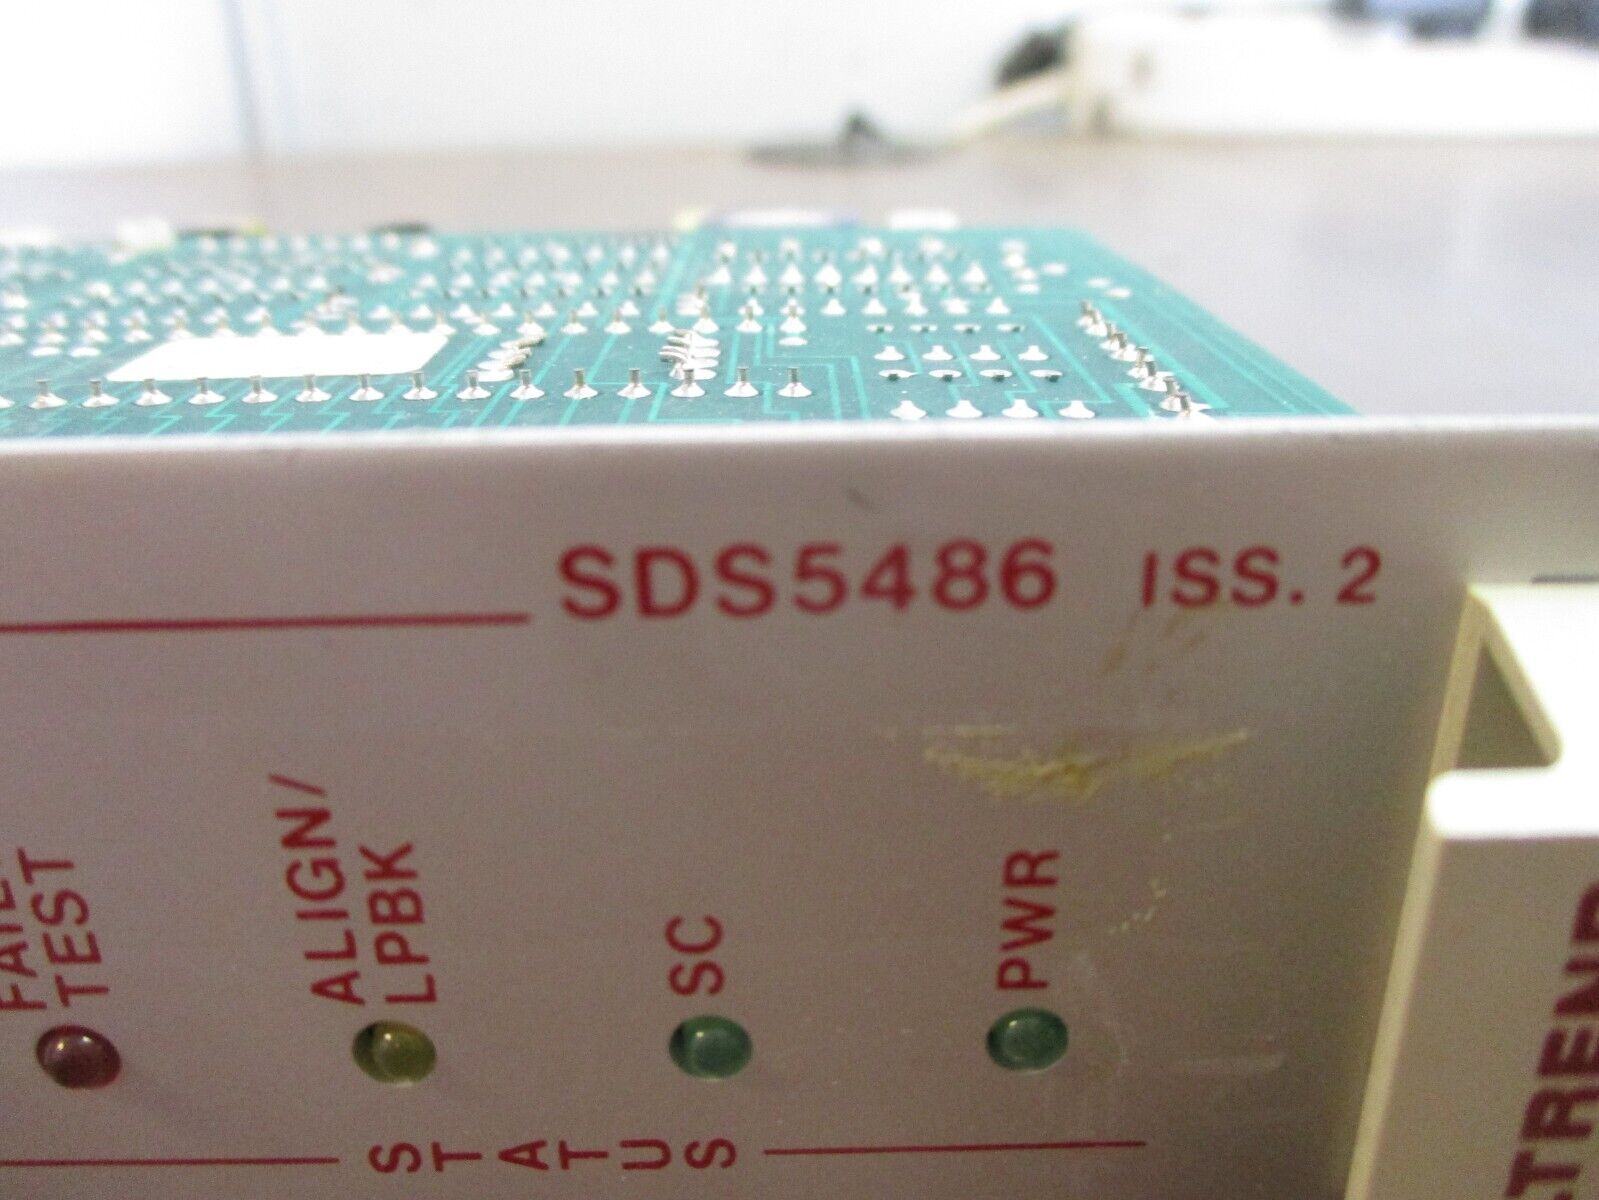 SDS5486 ISS. 2
FAIL
TEST
ALIGN/
LPBK
SC
PWR
STATUS